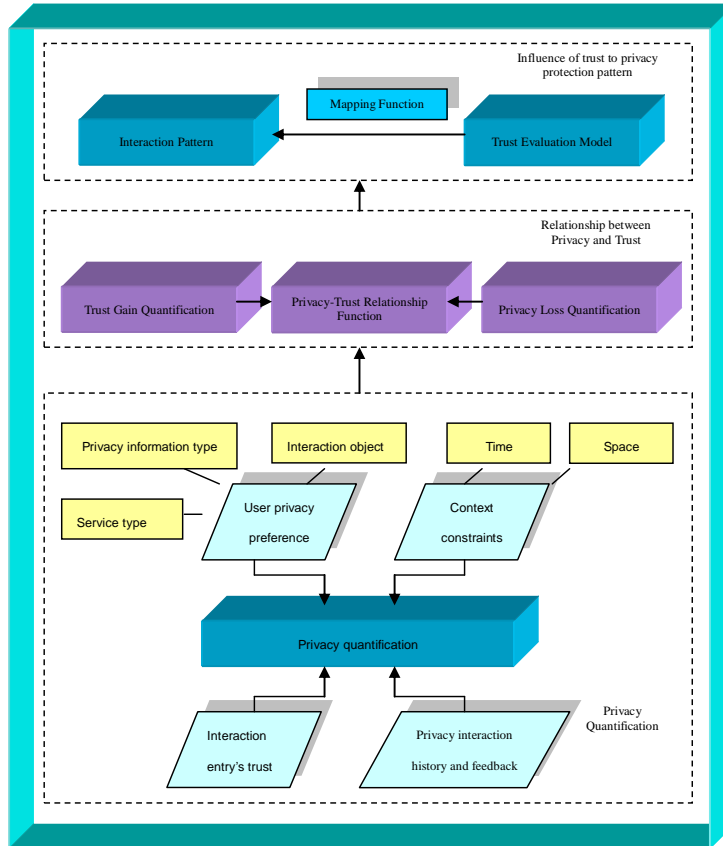 Influence of trust to privacy
protection pattern
Mapping Function
Interaction Pattern
Trust Evaluation Model
Relationship between
Privacy and Trust
Trust Gain Quantification
Privacy-Trust Relationship
Function
Privacy Loss Quantification
Privacy information type
Interaction object
Time
Space
Service type
User privacy
preference
Context
constraints
Privacy quantification
Interaction
entry's trust
Privacy interaction
history and feedback
Privacy
Quantification